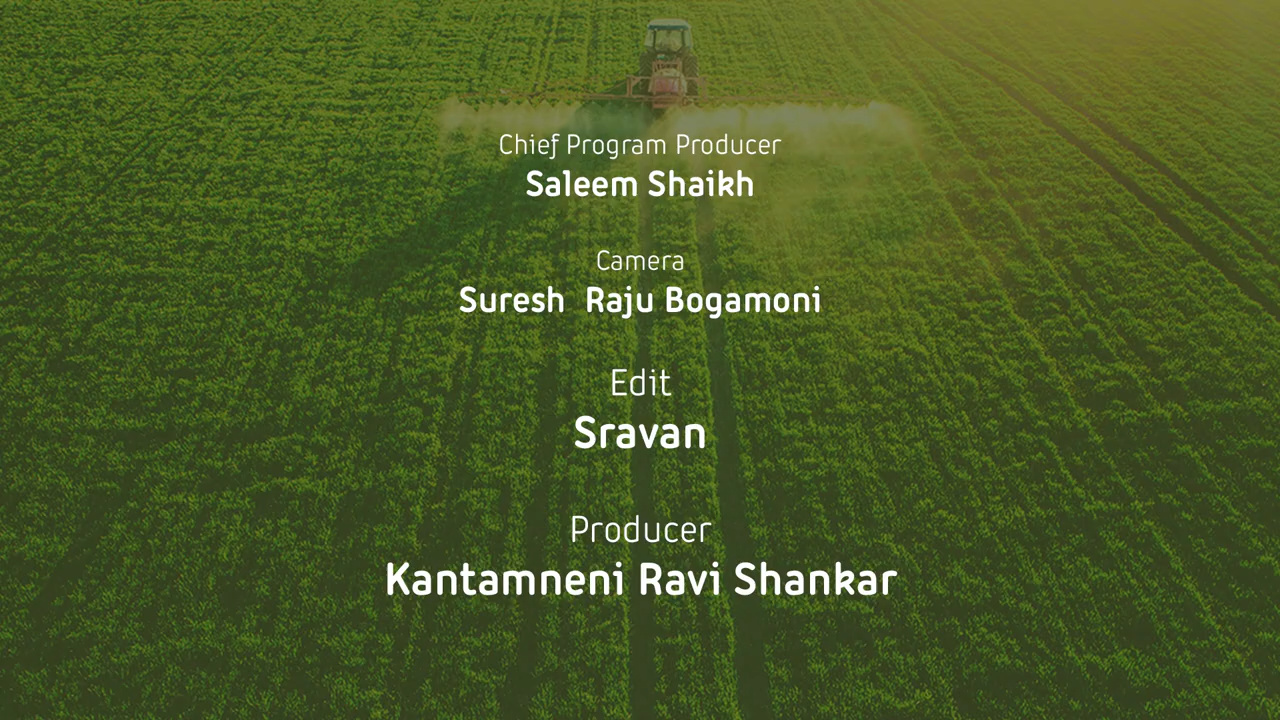 Chief Program Producer
Saleem Shaikh
Camera
Suresh  Raju Bogamoni
Edit
Sravan
Producer
Kantamneni Ravi Shankar